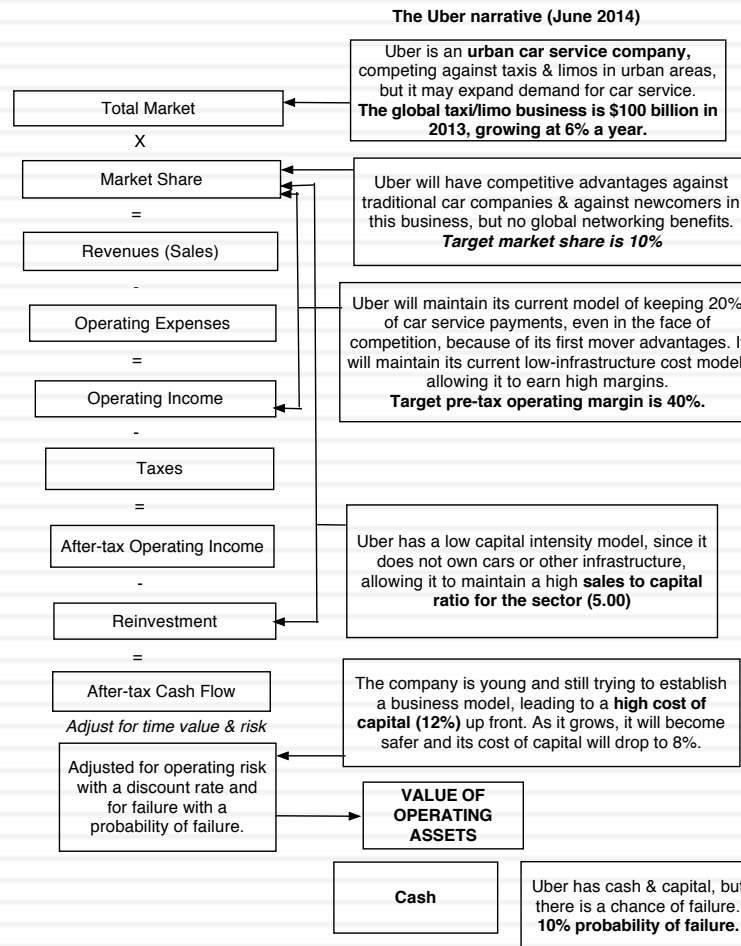 The Uber narrative (June 2014)
Uber is an urban car service company,
competing against taxis & limos in urban areas,
but it may expand demand for car service.
The global taxi/limo business is $100 billion in
2013, growing at 6% a year.
Total Market
X
Market Share
Uber will have competitive advantages against
traditional car companies & against newcomers in
this business, but no global networking benefits.
Target market share is 10%
=
Revenues (Sales)
-
Operating Expenses
Uber will maintain its current model of keeping 20%
of car service payments, even in the face of
competition, because of its first mover advantages. It
will maintain its current low-infrastructure cost model,
allowing it to earn high margins.
Target pre-tax operating margin is 40%.
=
Operating Income
-
Taxes
=
After-tax Operating Income
Uber has a low capital intensity model, since it
does not own cars or other infrastructure,
allowing it to maintain a high sales to capital
ratio for the sector (5.00)
-
Reinvestment
=
After-tax Cash Flow
The company is young and still trying to establish
a business model, leading to a high cost of
capital (12%) up front. As it grows, it will become
safer and its cost of capital will drop to 8%.
Adjust for time value & risk
Adjusted for operating risk
with a discount rate and
for failure with a
probability of failure.
VALUE OF
OPERATING
ASSETS
Cash
Uber has cash & capital, but
there is a chance of failure.
10% probability of failure.